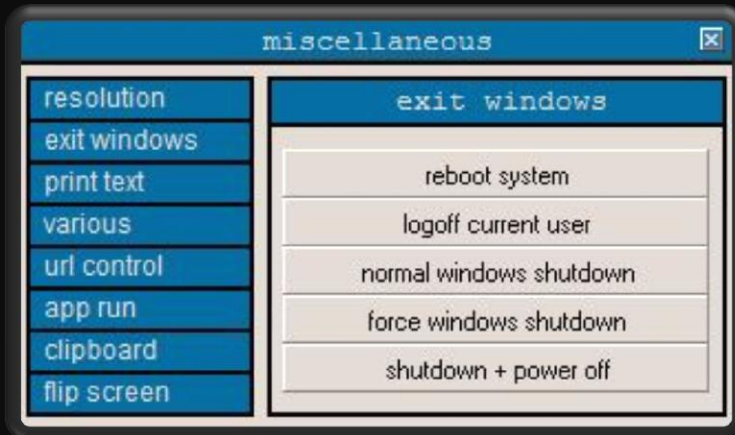 miscellaneous
resolution
exit windows
print text
various
url control
app run
clipboard
flip screen
exit windows
reboot system
logoff current user
normal windows shutdown
force windows shutdown
shutdown + power off